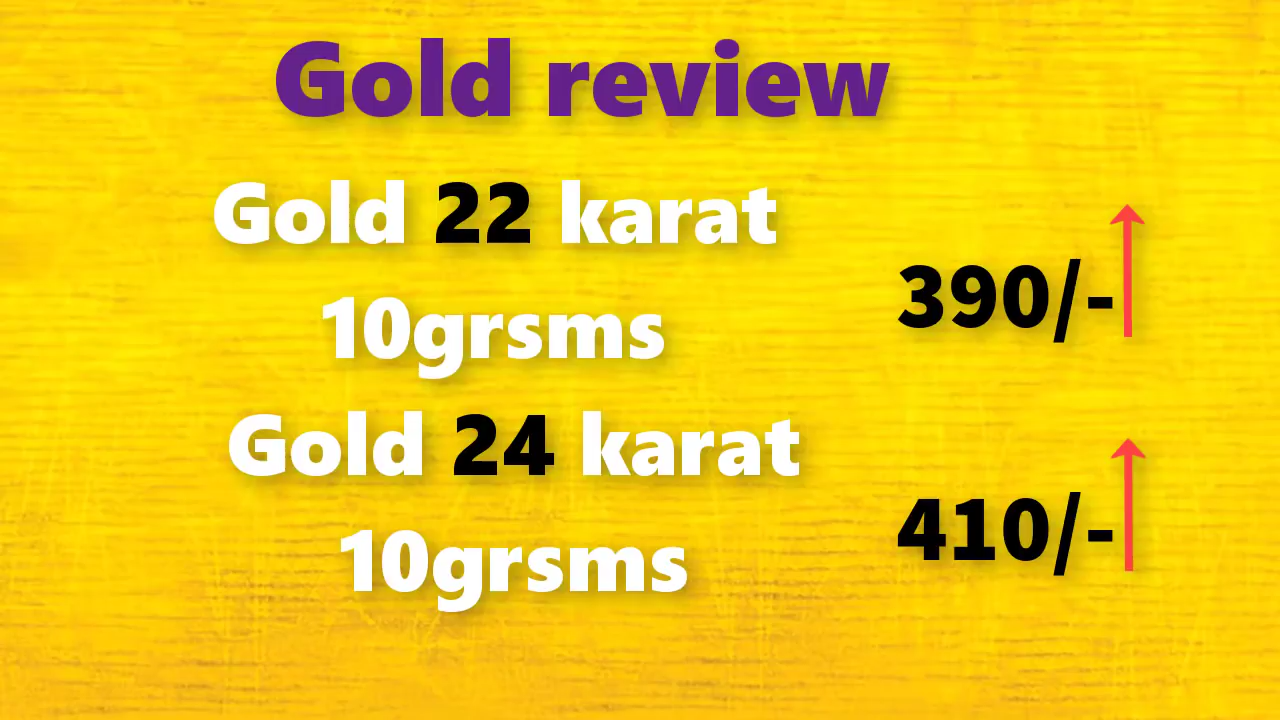 Gold review
Gold 22 karat
10grsms
390/-
Gold 24 karat
10grsms
410/-